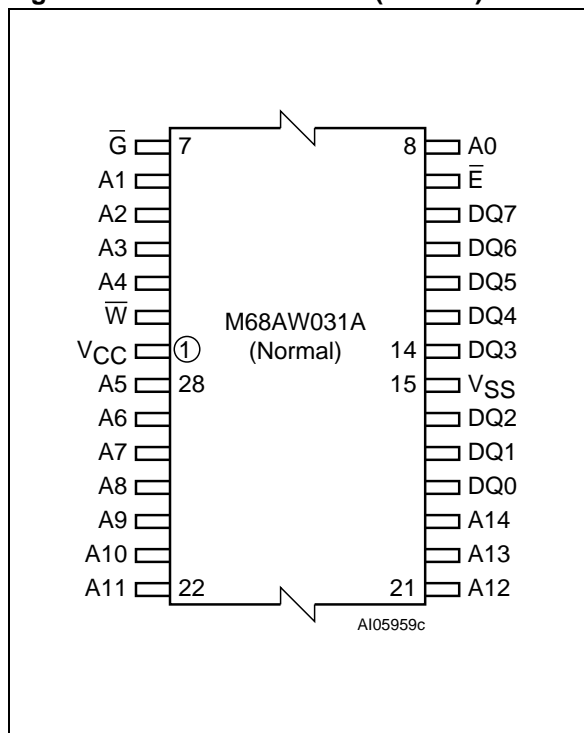 G̅ 7 8 A0
A1 E̅
A2 DQ7
A3 DQ6
A4 DQ5
W̅ DQ4
VCC 1 14 DQ3
M68AW031A
(Normal)
A5 28 15 VSS
A6 DQ2
A7 DQ1
A8 DQ0
A9 A14
A10 A13
A11 22 21 A12
AI05959c